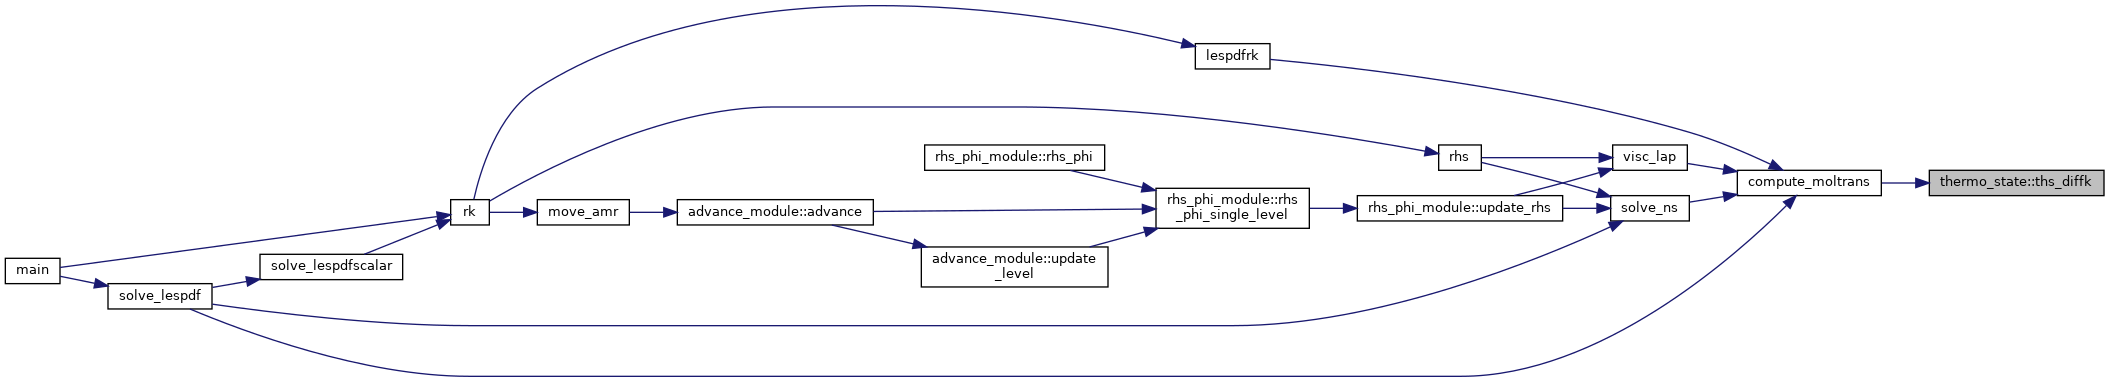 lespdfrk
rhs_phi_module::rhs_phi
rhs
visc_lap
compute_moltrans
thermo_state::ths_diffk
rk
move_amr
advance_module::advance
rhs_phi_module::rhs
_phi_single_level
rhs_phi_module::update_rhs
solve_ns
main
solve_lespdfscalar
advance_module::update
_level
solve_lespdf